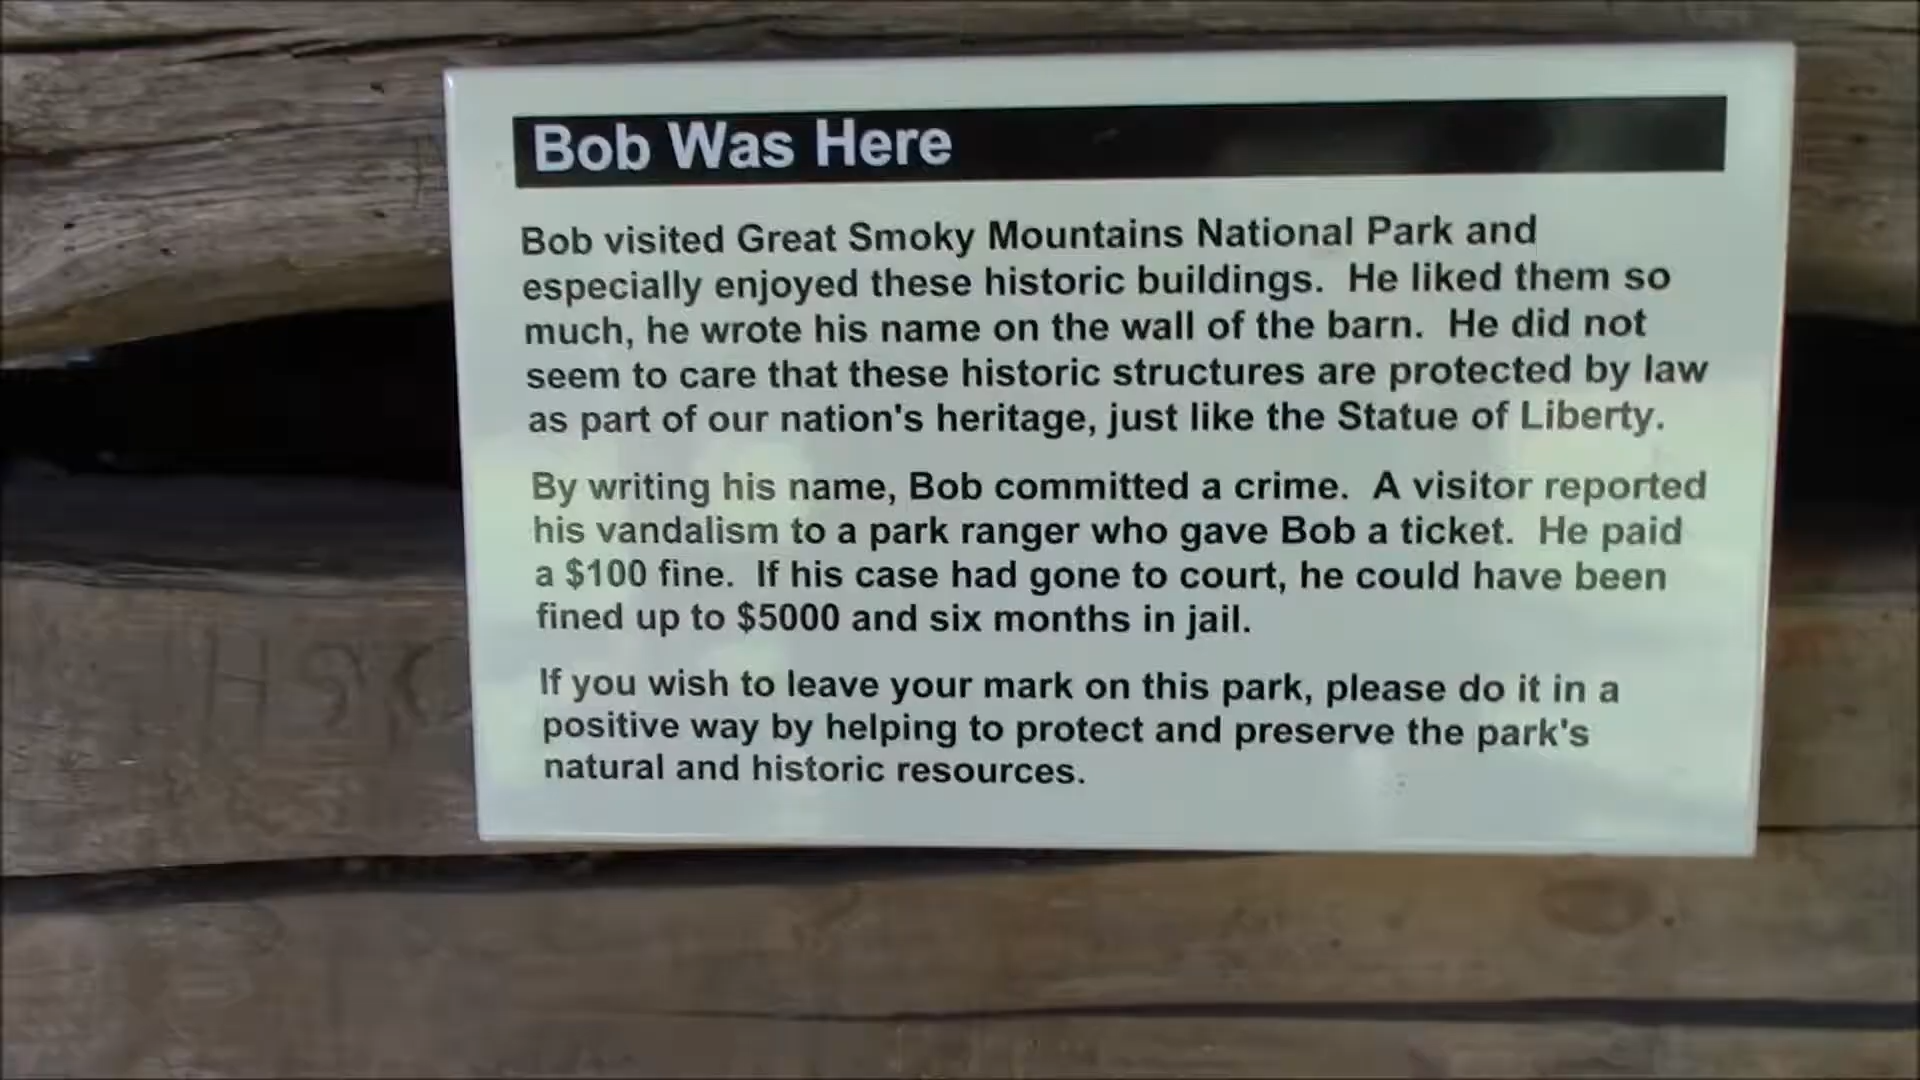 Bob Was Here
Bob visited Great Smoky Mountains National Park and
especially enjoyed these historic buildings.  He liked them so
much, he wrote his name on the wall of the barn.  He did not
seem to care that these historic structures are protected by law
as part of our nation's heritage, just like the Statue of Liberty.
By writing his name, Bob committed a crime.  A visitor reported
his vandalism to a park ranger who gave Bob a ticket.  He paid
a $100 fine.  If his case had gone to court, he could have been
fined up to $5000 and six months in jail.
If you wish to leave your mark on this park, please do it in a
positive way by helping to protect and preserve the park's
natural and historic resources.